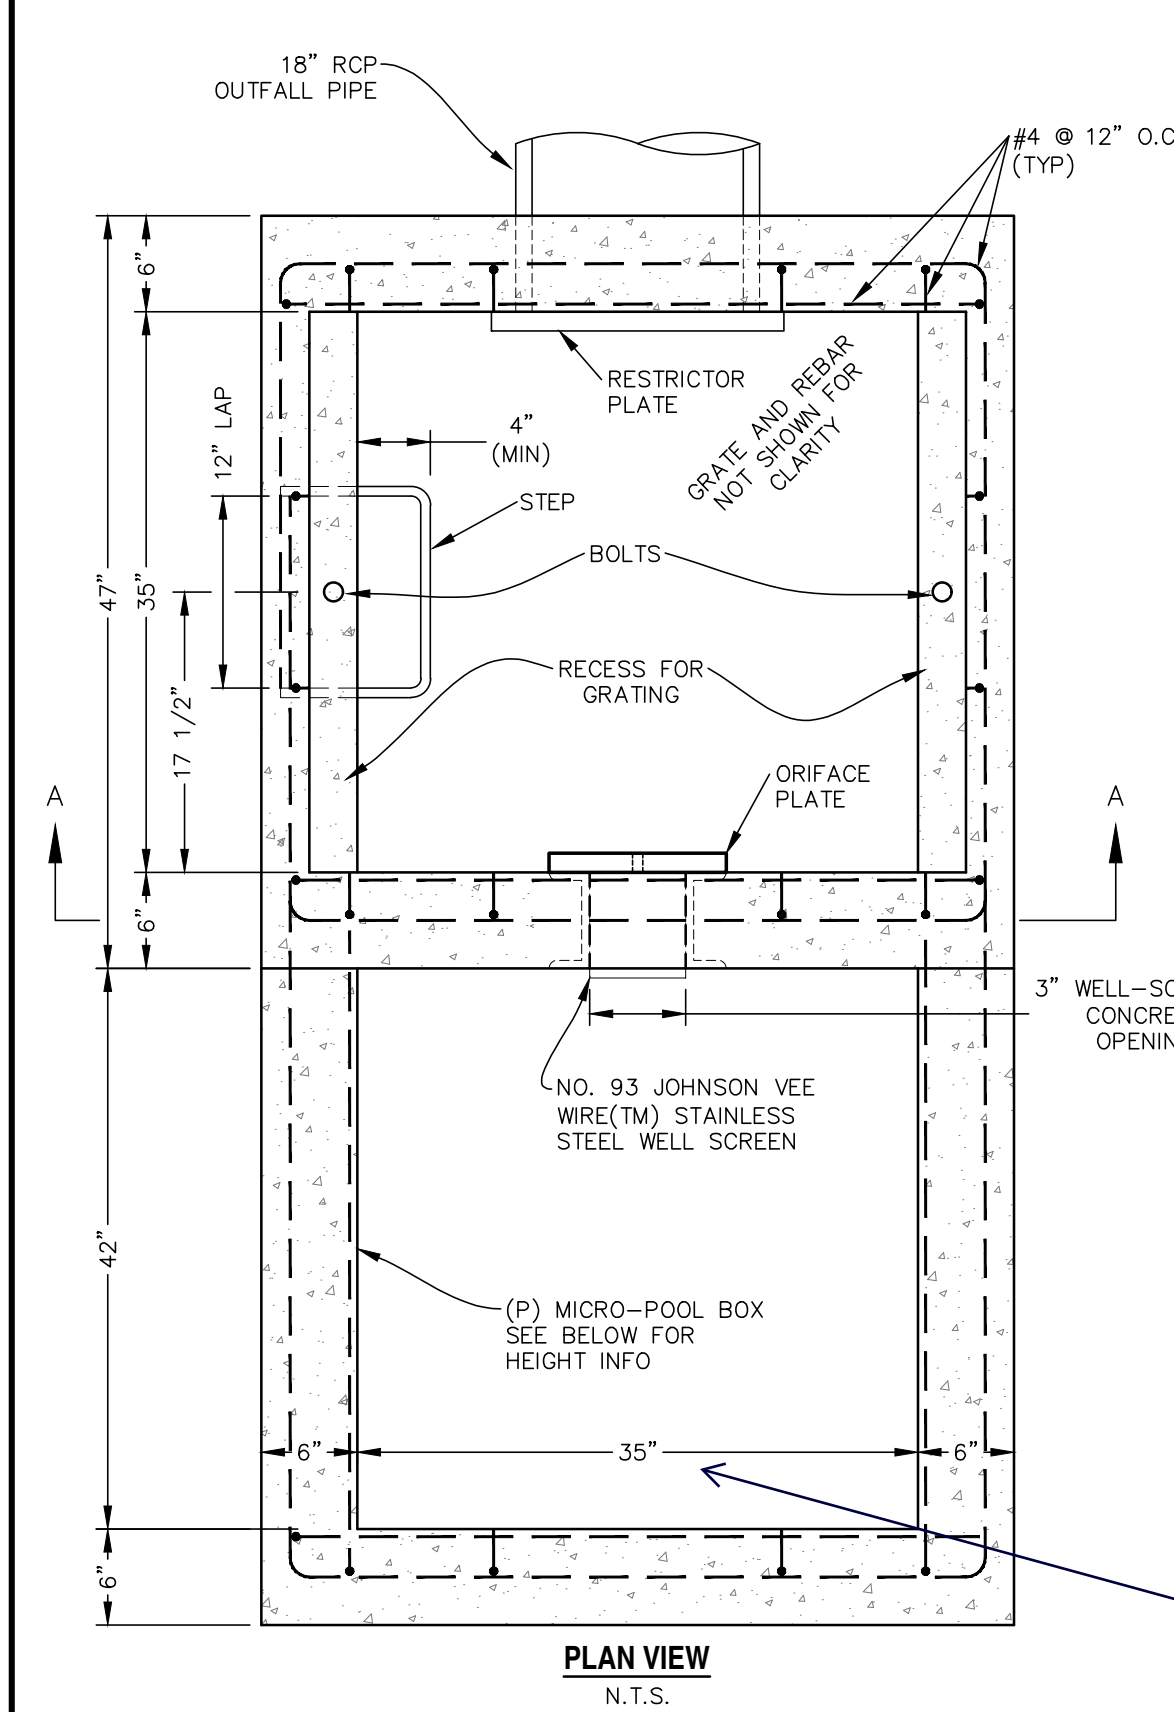 18” RCP
OUTFALL PIPE
#4 @ 12” O.C
(TYP)
6”
RESTRICTOR
PLATE
GRATE AND REBAR
NOT SHOWN FOR
CLARITY
12” LAP
4”
(MIN)
STEP
BOLTS
47”
35”
17 1/2”
RECESS FOR
GRATING
ORIFACE
PLATE
A
A
6”
3” WELL-SC
CONCRE
OPENIN
NO. 93 JOHNSON VEE
WIRE(TM) STAINLESS
STEEL WELL SCREEN
42”
(P) MICRO-POOL BOX
SEE BELOW FOR
HEIGHT INFO
6”
35”
6”
6”
PLAN VIEW
N.T.S.